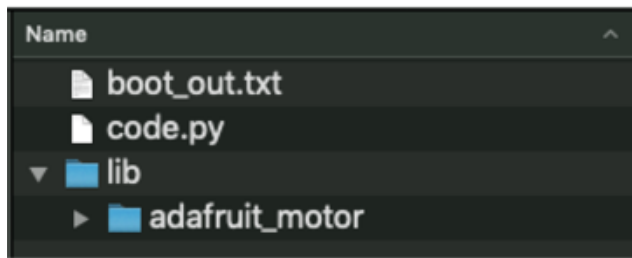 Name
boot_out.txt
code.py
lib
adafruit_motor